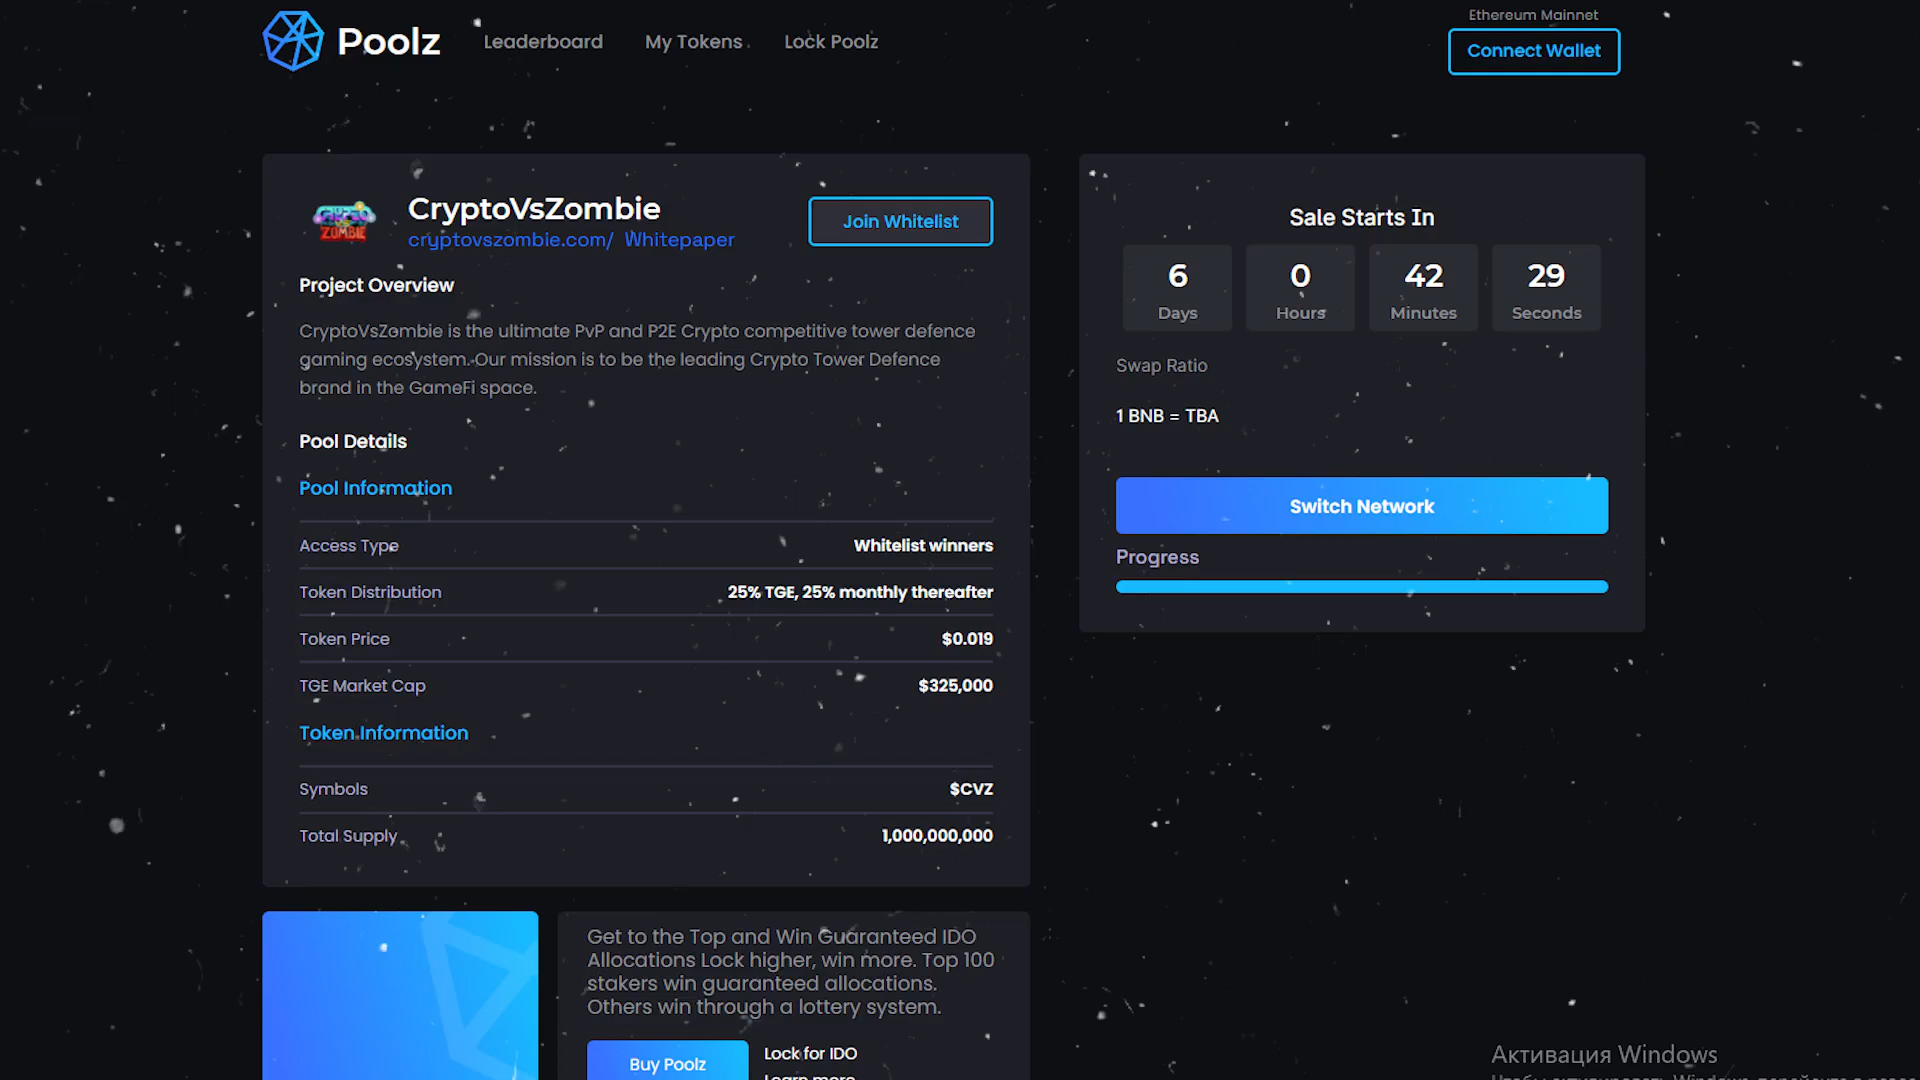 Poolz
Leaderboard
My Tokens
Lock Poolz
Ethereum Mainnet
Connect Wallet
CRYPTO
ZOMBIE
CryptoVsZombie
cryptovszombie.com/ Whitepaper
Join Whitelist
Project Overview
CryptoVsZombie is the ultimate PvP and P2E Crypto competitive tower defence
gaming ecosystem. Our mission is to be the leading Crypto Tower Defence
brand in the GameFi space.
Pool Details
Pool Information
Access Type Whitelist winners
Token Distribution 25% TGE, 25% monthly thereafter
Token Price $0.019
TGE Market Cap $325,000
Token Information
Symbols $CVZ
Total Supply 1,000,000,000
Sale Starts In
6 0 42 29
Days Hours Minutes Seconds
Swap Ratio
1 BNB = TBA
Switch Network
Progress
Get to the Top and Win Guaranteed IDO
Allocations Lock higher, win more. Top 100
stakers win guaranteed allocations.
Others win through a lottery system.
Buy Poolz
Lock for IDO
Learn more
Активация Windows